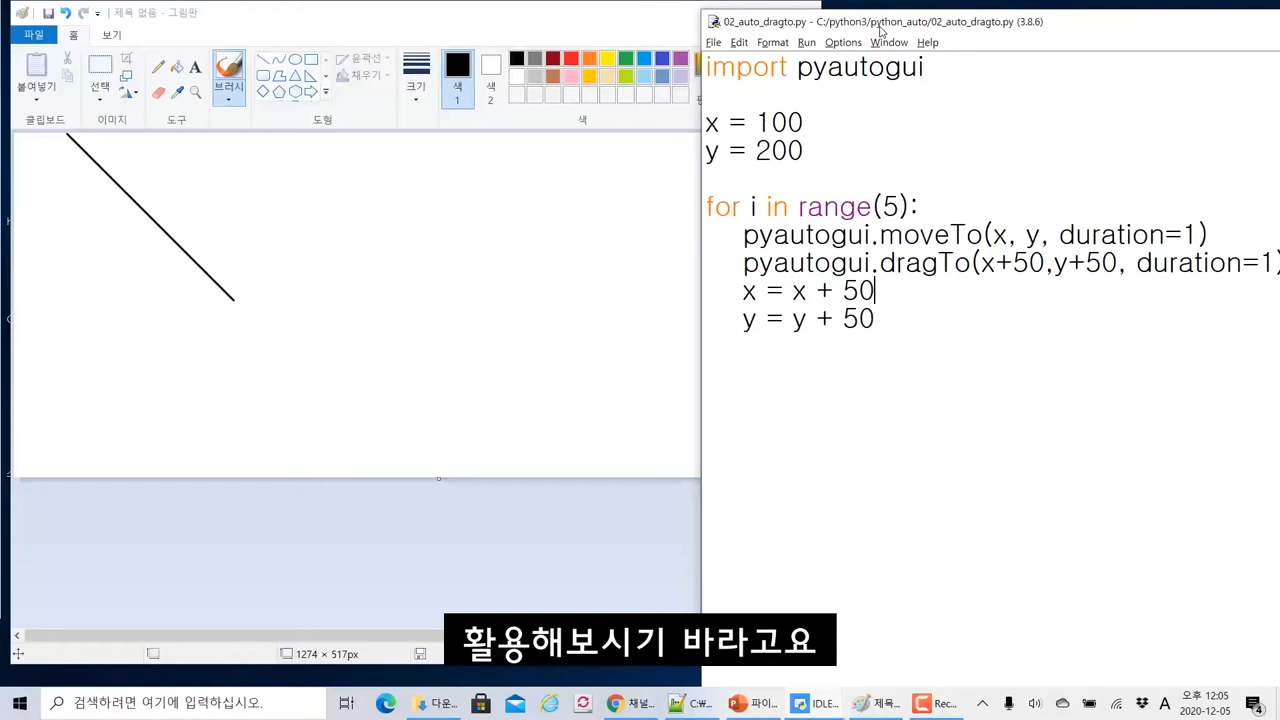 제목 없음 - 그림판
파일
홈
보기
붙여넣기
선택
브러시
윤곽선
채우기
크기
색
1
색
2
클립보드
이미지
도구
도형
색
1274 × 517px
02_auto_dragto.py - C:/python3/python_auto/02_auto_dragto.py (3.8.6)
File Edit Format Run Options Window Help
import pyautogui
x = 100
y = 200
for i in range(5):
pyautogui.moveTo(x, y, duration=1)
pyautogui.dragTo(x+50,y+50, duration=1)
x = x + 50
y = y + 50
활용해보시기 바라고요
검색하려면 여기에 입력하십시오.
다운...
채널...
C:₩...
파이...
IDLE...
제목...
Rec...
A
오후 12:05
2020-12-05
4